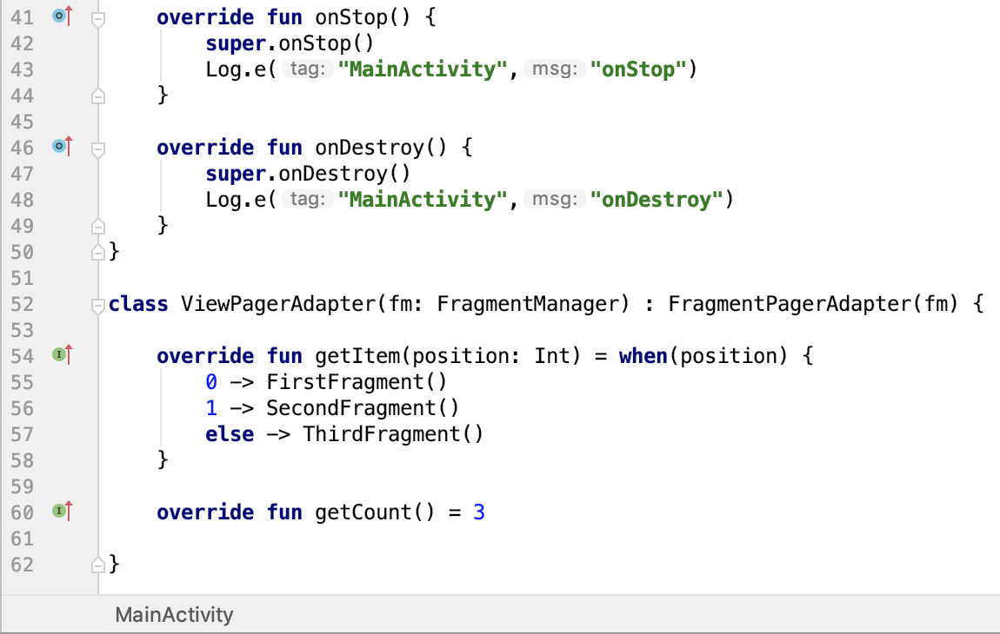 41 override fun onStop() {
42 super.onStop()
43 Log.e( tag: "MainActivity", msg: "onStop")
44 }
45
46 override fun onDestroy() {
47 super.onDestroy()
48 Log.e( tag: "MainActivity", msg: "onDestroy")
49 }
50 }
51
52 class ViewPagerAdapter(fm: FragmentManager) : FragmentPagerAdapter(fm) {
53
54 override fun getItem(position: Int) = when(position) {
55 0 -> FirstFragment()
56 1 -> SecondFragment()
57 else -> ThirdFragment()
58 }
59
60 override fun getCount() = 3
61
62 }
MainActivity